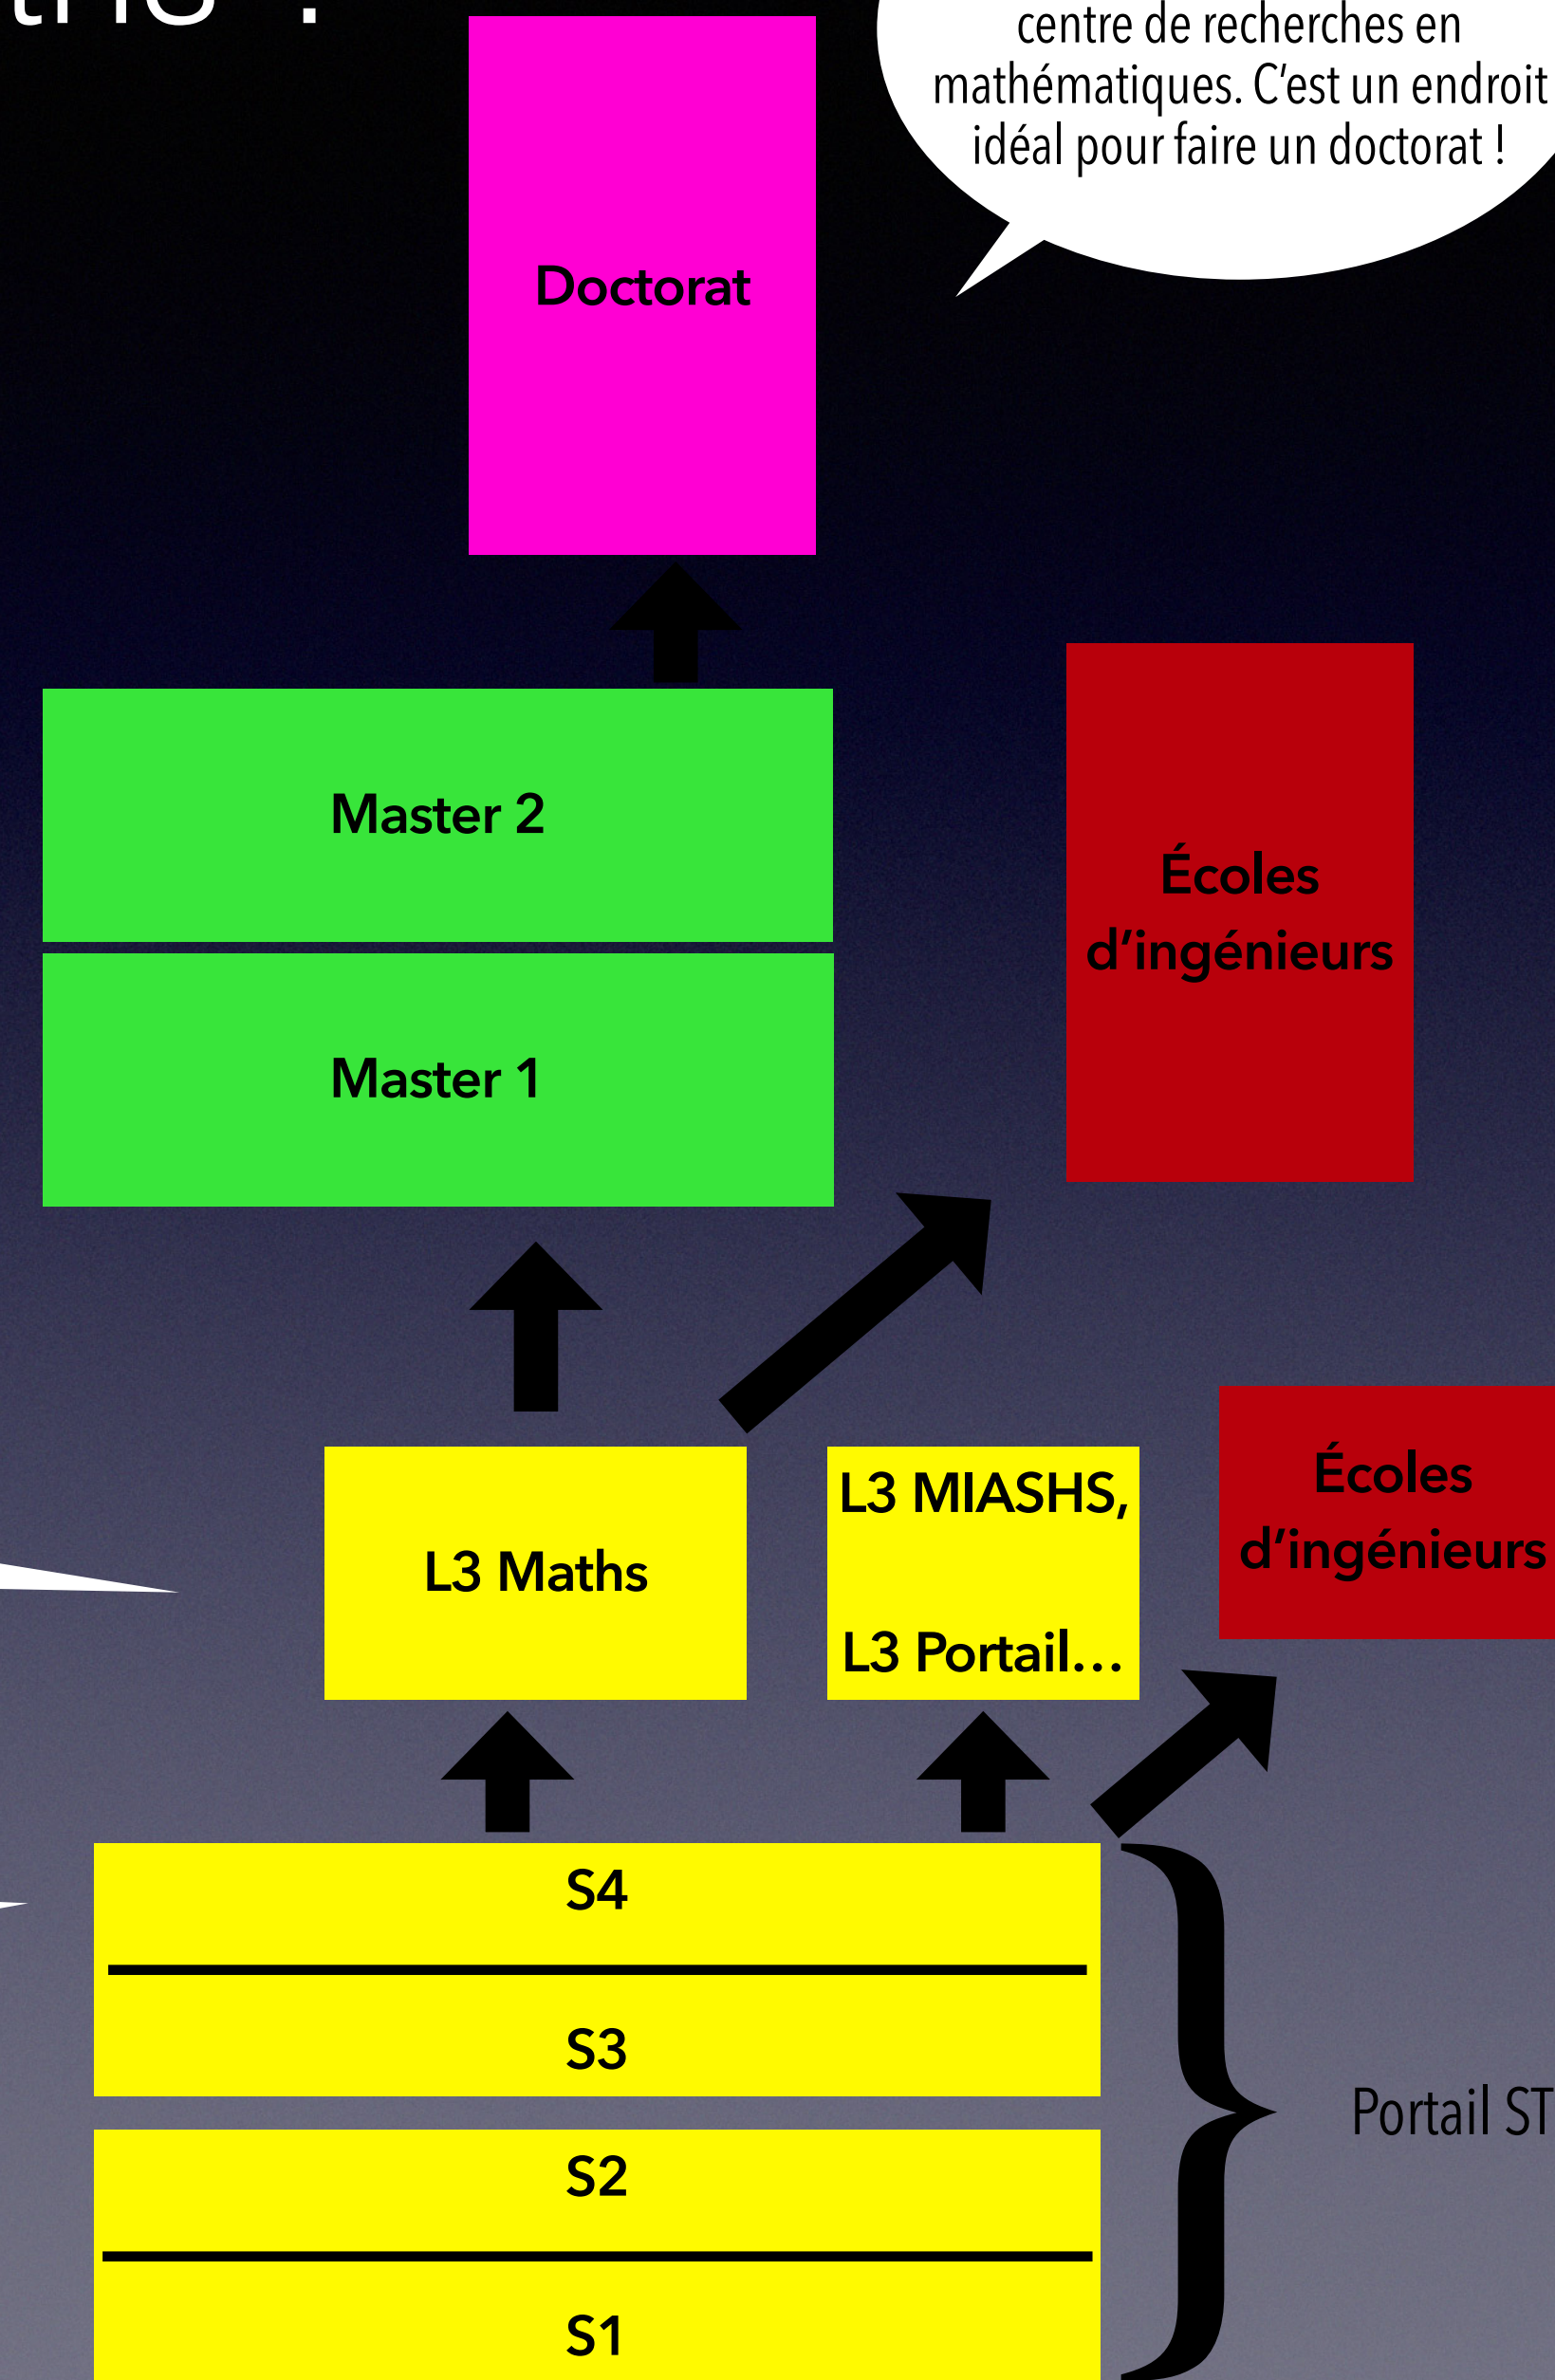 centre de recherches en
mathématiques. C’est un endroit
idéal pour faire un doctorat !
Doctorat
Master 2
Écoles
d’ingénieurs
Master 1
L3 Maths
L3 MIASHS,
L3 Portail…
Écoles
d’ingénieurs
S4
S3
Portail ST
S2
S1